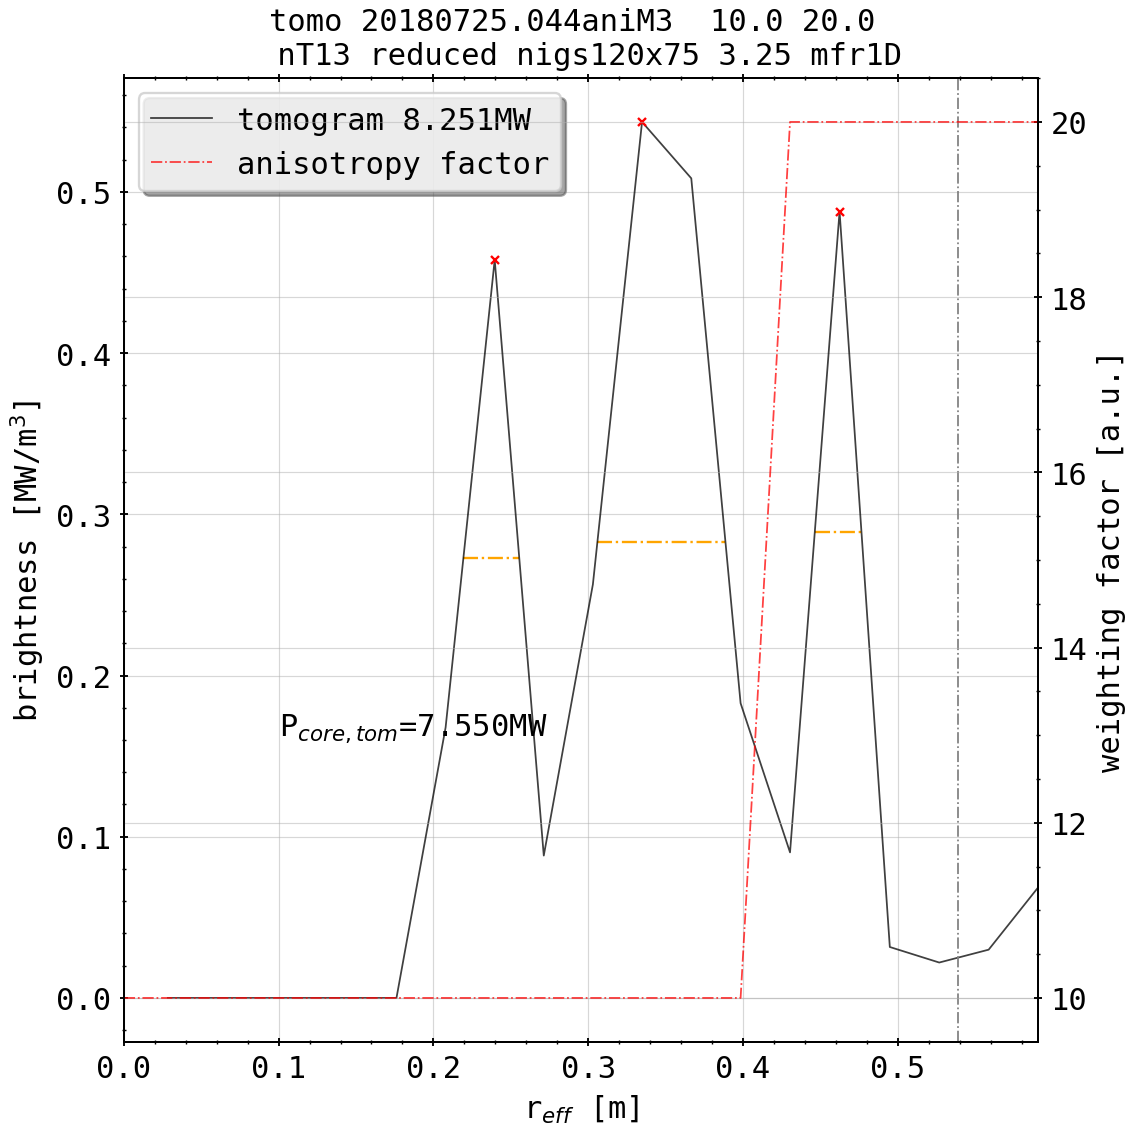 tomo 20180725.044aniM3  10.0 20.0
nT13 reduced nigs120x75 3.25 mfr1D
tomogram 8.251MW
anisotropy factor
brightness [MW/m³]
0.5
0.4
0.3
0.2
0.1
0.0
P_core,tom=7.550MW
20
18
16
14
12
10
weighting factor [a.u.]
0.0 0.1 0.2 0.3 0.4 0.5
r_eff [m]